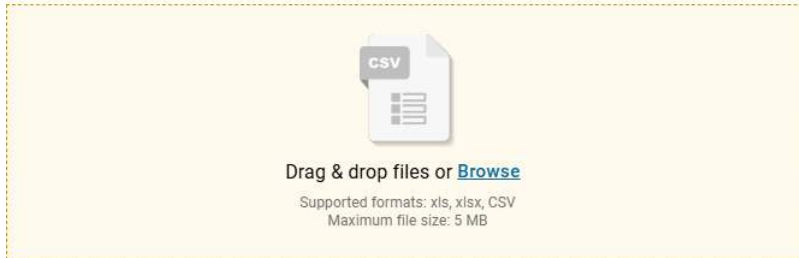 CSV
Drag & drop files or Browse
Supported formats: xls, xlsx, CSV
Maximum file size: 5 MB